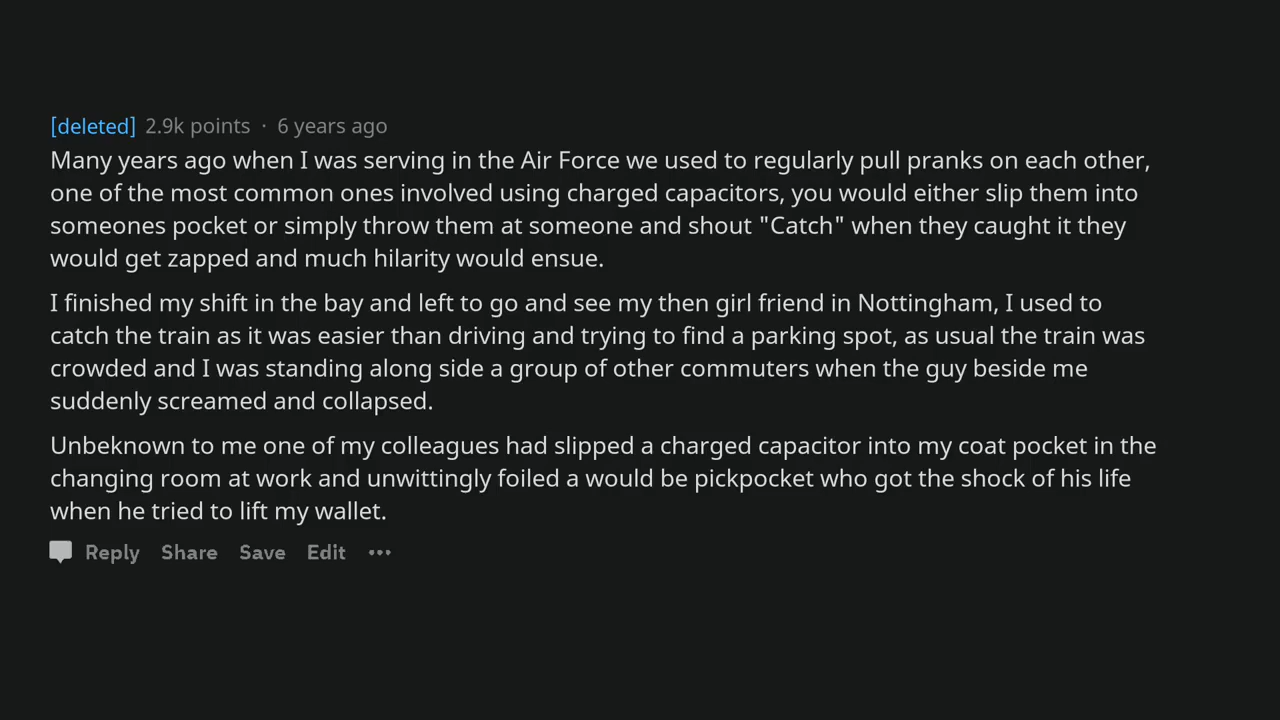 [deleted] 2.9k points · 6 years ago
Many years ago when I was serving in the Air Force we used to regularly pull pranks on each other,
one of the most common ones involved using charged capacitors, you would either slip them into
someones pocket or simply throw them at someone and shout "Catch" when they caught it they
would get zapped and much hilarity would ensue.
I finished my shift in the bay and left to go and see my then girl friend in Nottingham, I used to
catch the train as it was easier than driving and trying to find a parking spot, as usual the train was
crowded and I was standing along side a group of other commuters when the guy beside me
suddenly screamed and collapsed.
Unbeknown to me one of my colleagues had slipped a charged capacitor into my coat pocket in the
changing room at work and unwittingly foiled a would be pickpocket who got the shock of his life
when he tried to lift my wallet.
Reply Share Save Edit •••